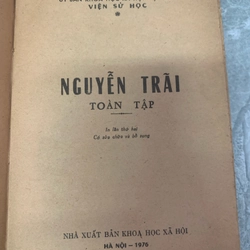 VIỆN SỬ HỌC
NGUYỄN TRÃI
TOÀN TẬP
In lần thứ hai
Có sửa chữa và bổ sung
NHÀ XUẤT BẢN KHOA HỌC XÃ HỘI
HÀ NỘI – 1976